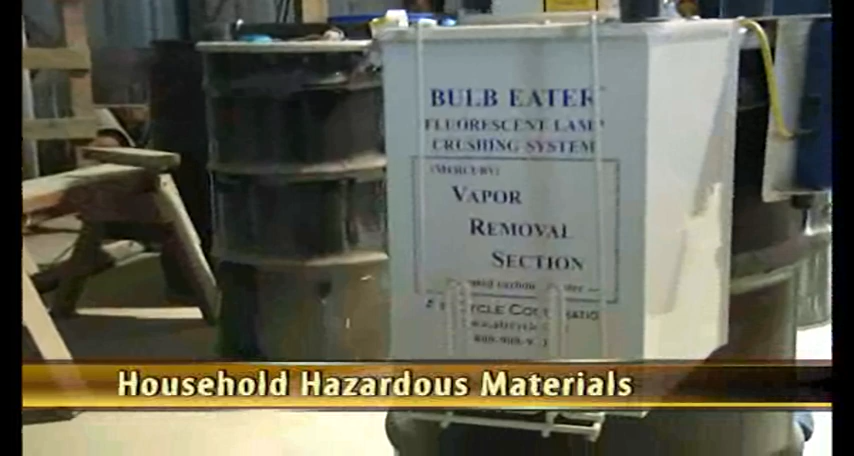 BULB EATER
FLUORESCENT LAMP
CRUSHING SYSTEM
(MERCURY)
VAPOR
REMOVAL
SECTION
Household Hazardous Materials